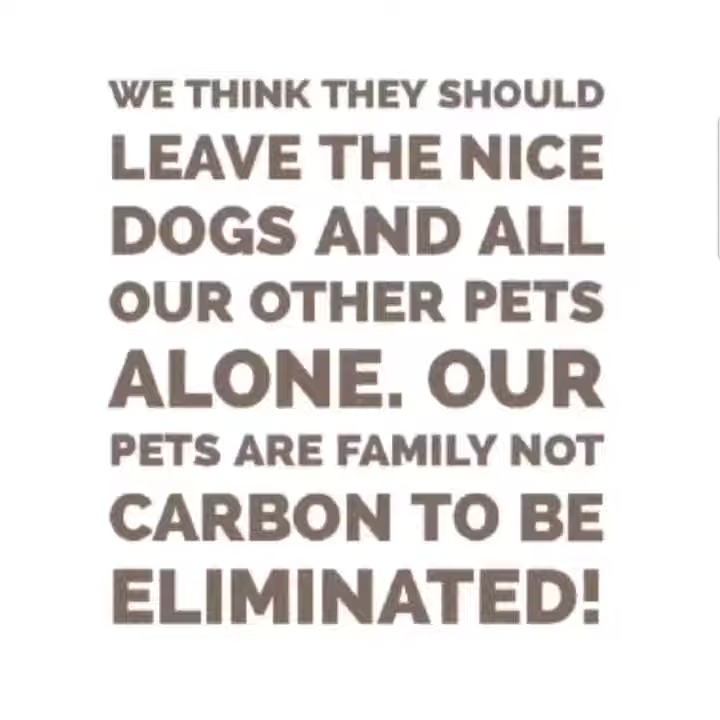 WE THINK THEY SHOULD
LEAVE THE NICE
DOGS AND ALL
OUR OTHER PETS
ALONE. OUR
PETS ARE FAMILY NOT
CARBON TO BE
ELIMINATED!